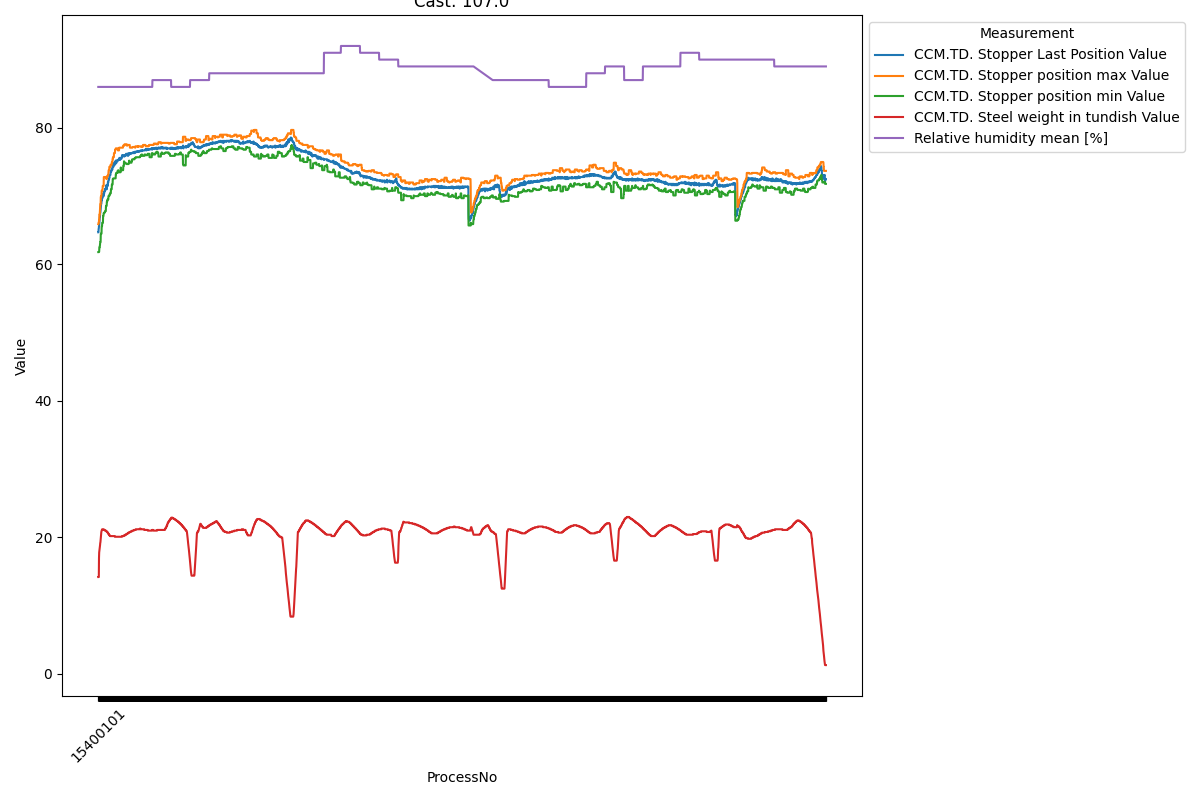 Cast: 107.0
Measurement
CCM.TD. Stopper Last Position Value
CCM.TD. Stopper position max Value
CCM.TD. Stopper position min Value
CCM.TD. Steel weight in tundish Value
Relative humidity mean [%]
80
60
40
20
0
Value
15400101
ProcessNo